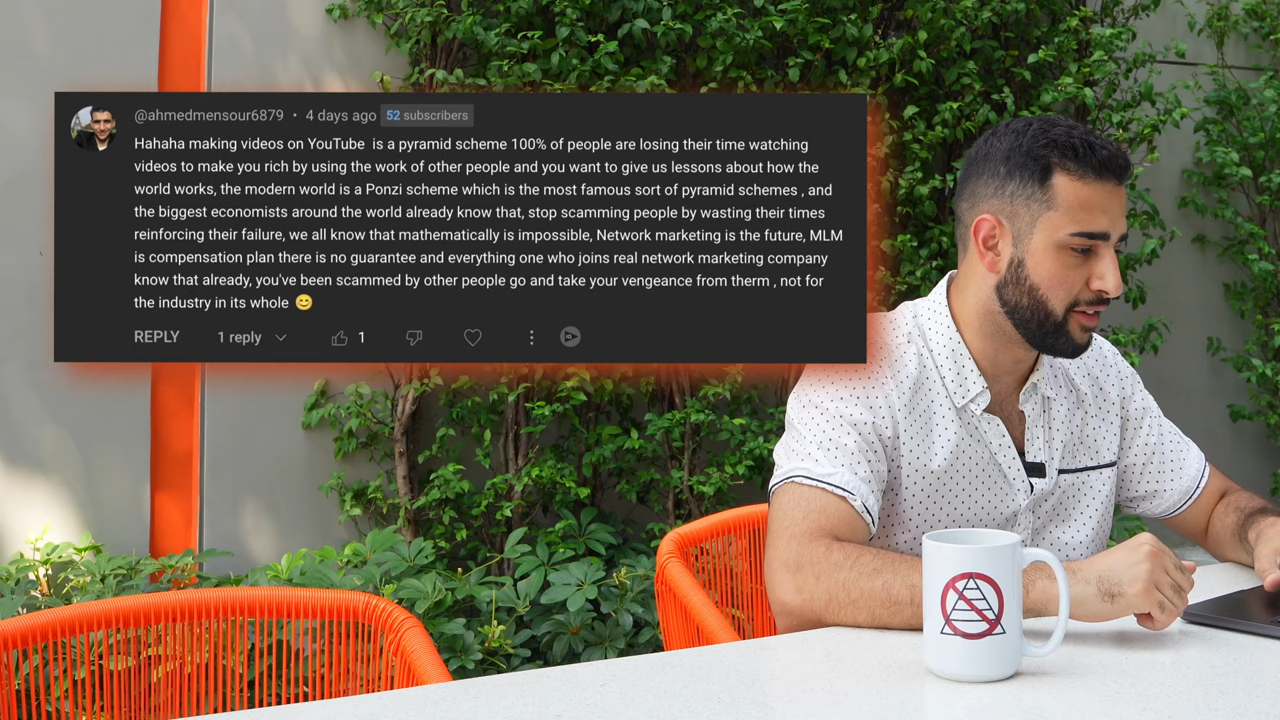 @ahmedmensour6879 • 4 days ago 52 subscribers
Hahaha making videos on YouTube is a pyramid scheme 100% of people are losing their time watching
videos to make you rich by using the work of other people and you want to give us lessons about how the
world works, the modern world is a Ponzi scheme which is the most famous sort of pyramid schemes , and
the biggest economists around the world already know that, stop scamming people by wasting their times
reinforcing their failure, we all know that mathematically is impossible, Network marketing is the future, MLM
is compensation plan there is no guarantee and everything one who joins real network marketing company
know that already, you've been scammed by other people go and take your vengeance from therm , not for
the industry in its whole 😊
REPLY 1 reply 1